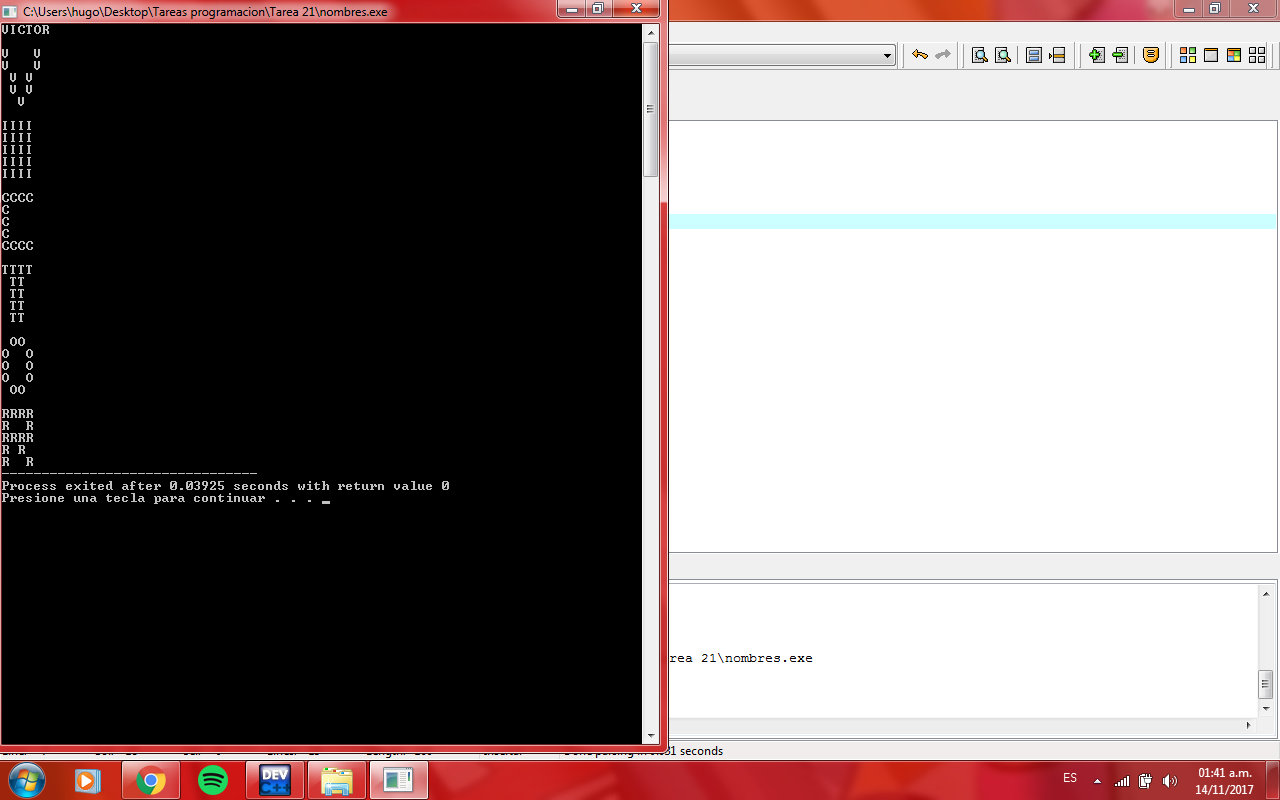 C:\Users\hugo\Desktop\Tareas programacion\Tarea 21\nombres.exe
VICTOR
V   V
V   V
 V V
 V V
  V
IIII
IIII
IIII
IIII
IIII
CCCC
C
C
C
CCCC
TTTT
 TT
 TT
 TT
 TT
 OO
O  O
O  O
O  O
 OO
RRRR
R  R
RRRR
R R
R  R
--------------------------------
Process exited after 0.03925 seconds with return value 0
Presione una tecla para continuar . . . _
rea 21\nombres.exe
seconds
DEV
C++
ES
01:41 a.m.
14/11/2017